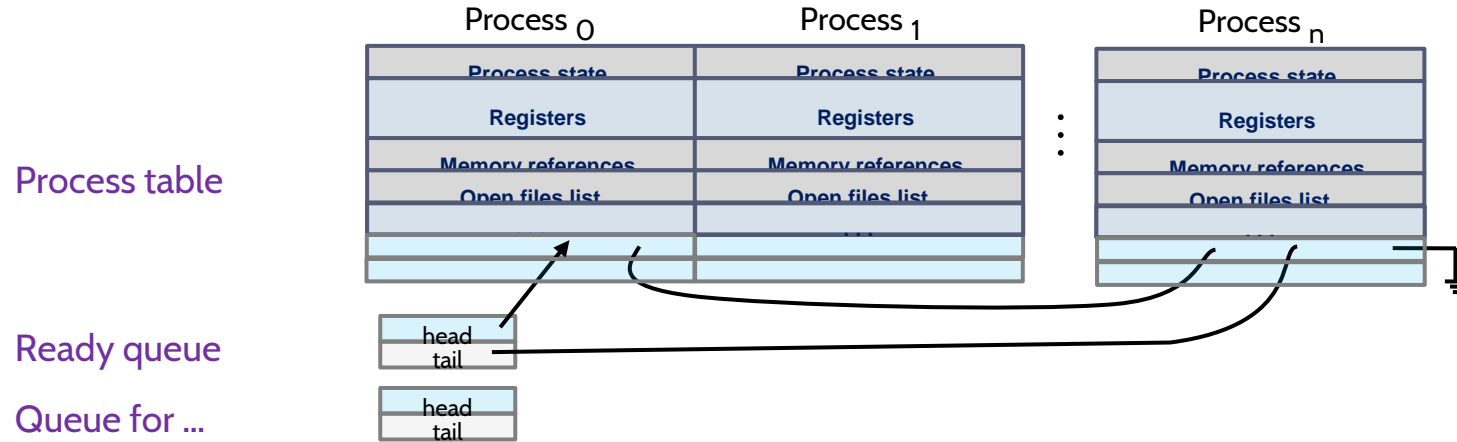 Process 0 Process 1 Process n
Process state Process state Process state
Registers Registers Registers
Memory references Memory references Memory references
Open files list Open files list Open files list
... ...
Process table
Ready queue
head
tail
Queue for ...
head
tail